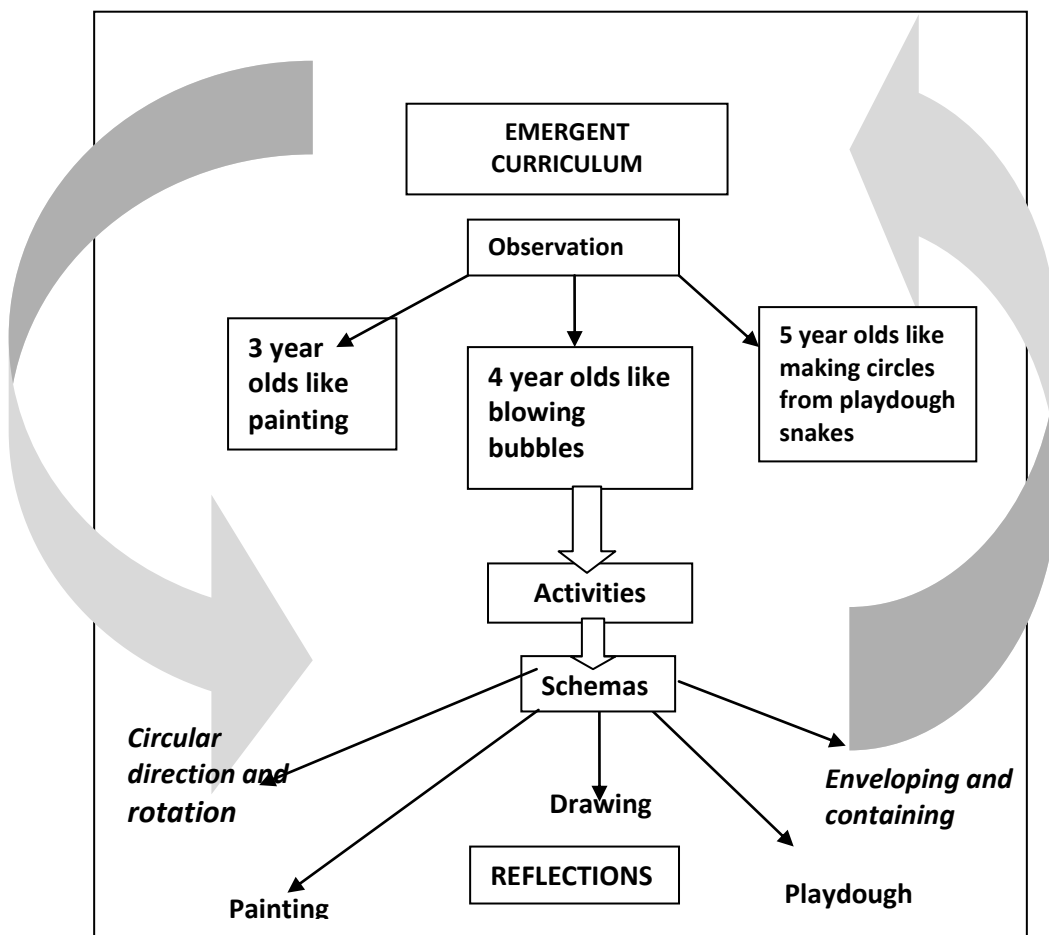 EMERGENT
CURRICULUM
Observation
3 year
olds like
painting
4 year olds like
blowing
bubbles
5 year olds like
making circles
from playdough
snakes
Activities
Schemas
Circular
direction and
rotation
Drawing
Enveloping and
containing
REFLECTIONS
Painting
Playdough